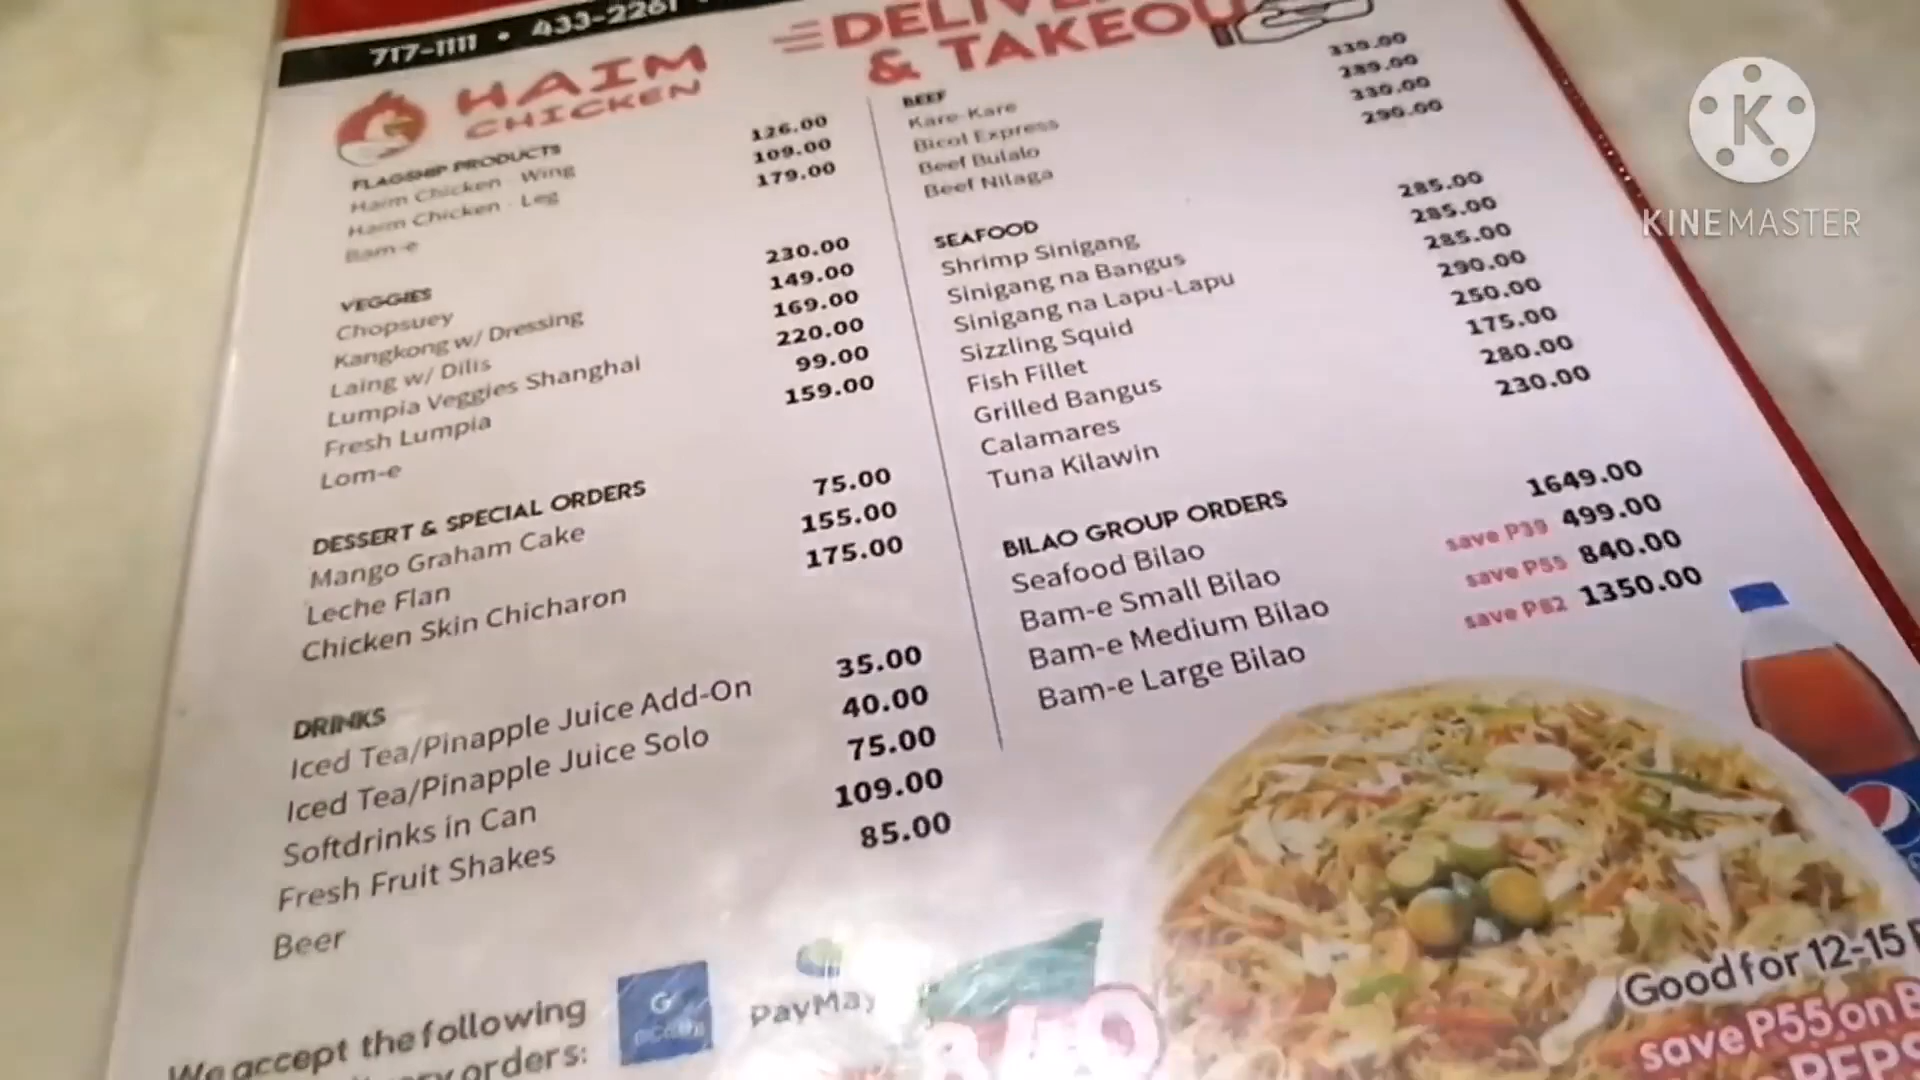 717-1111 • 433-2261
HAIM
CHICKEN
& TAKEOUT
FLAGSHIP PRODUCTS
Haim Chicken - Wing 126.00
Haim Chicken - Leg 109.00
Bam-e 179.00
VEGGIES
Chopsuey 230.00
Kangkong w/ Dressing 149.00
Laing w/ Dilis 169.00
Lumpia Veggies Shanghai 220.00
Fresh Lumpia 99.00
Lom-e 159.00
DESSERT & SPECIAL ORDERS
Mango Graham Cake 75.00
Leche Flan 155.00
Chicken Skin Chicharon 175.00
DRINKS
Iced Tea/Pinapple Juice Add-On 35.00
Iced Tea/Pinapple Juice Solo 40.00
Softdrinks in Can 75.00
Fresh Fruit Shakes 109.00
Beer 85.00
We accept the following
orders:
GCash
PayMay
BEEF
Kare-Kare 339.00
Bicol Express 289.00
Beef Bulalo 330.00
Beef Nilaga 290.00
SEAFOOD
Shrimp Sinigang 285.00
Sinigang na Bangus 285.00
Sinigang na Lapu-Lapu 285.00
Sizzling Squid 290.00
Fish Fillet 250.00
Grilled Bangus 175.00
Calamares 280.00
Tuna Kilawin 230.00
BILAO GROUP ORDERS
Seafood Bilao 1649.00
Bam-e Small Bilao save P39 499.00
Bam-e Medium Bilao save P55 840.00
Bam-e Large Bilao save P82 1350.00
840
Good for 12-15
save P55 on
K
KINEMASTER